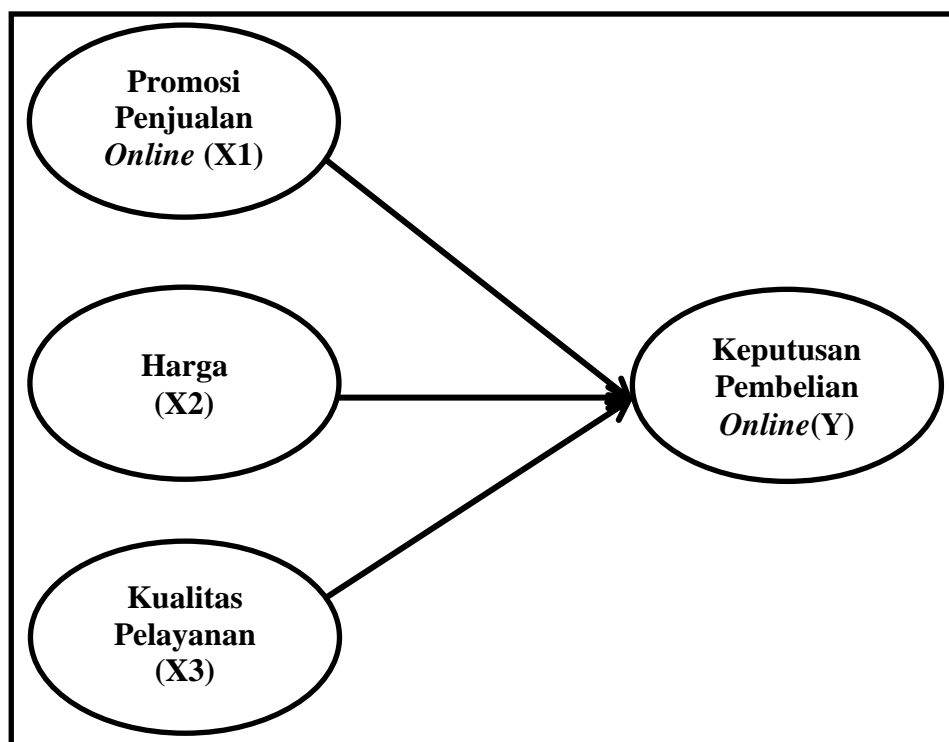 Promosi
Penjualan
Online (X1)
Harga
(X2)
Keputusan
Pembelian
Online(Y)
Kualitas
Pelayanan
(X3)